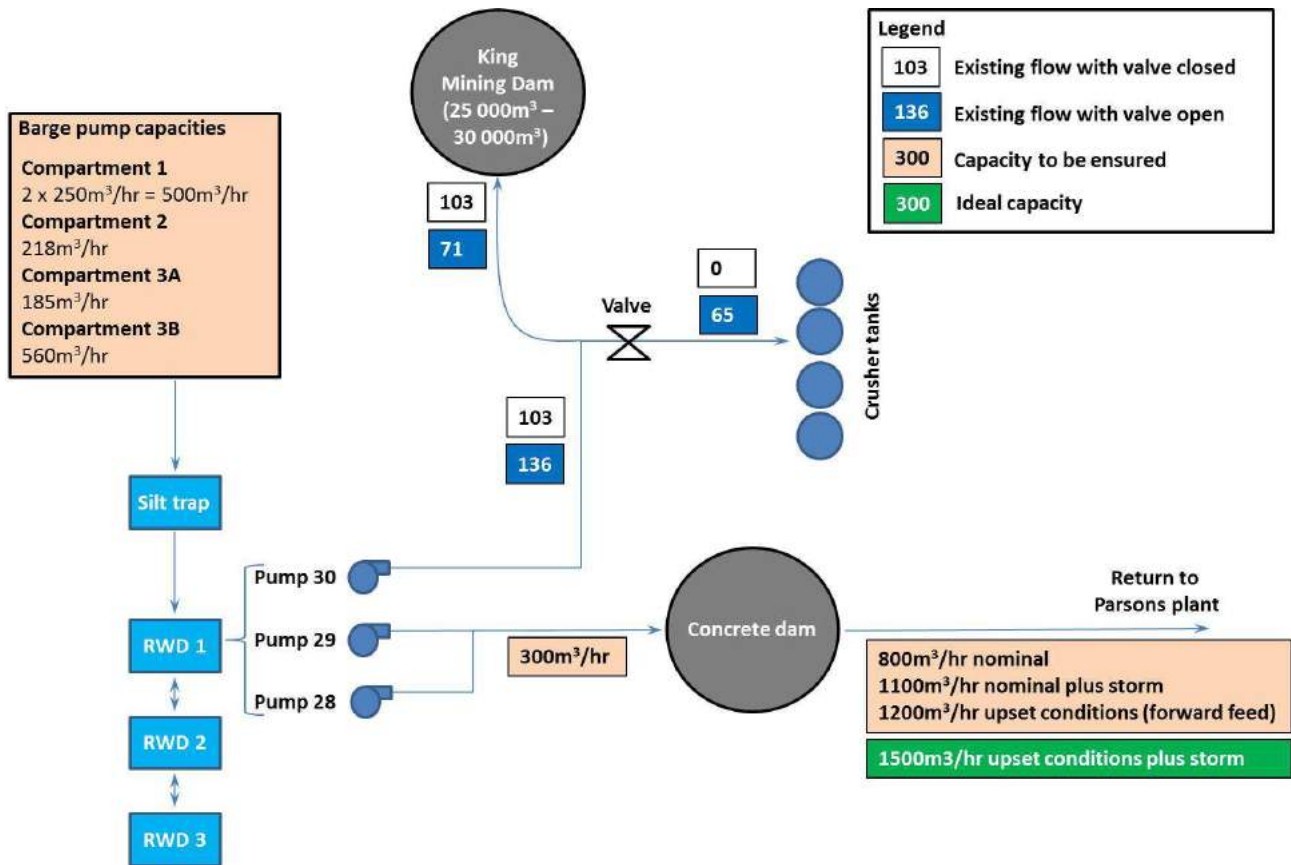 King
Mining Dam
(25 000m³ –
30 000m³)
Legend
103 Existing flow with valve closed
136 Existing flow with valve open
300 Capacity to be ensured
300 Ideal capacity
Barge pump capacities
Compartment 1
2 x 250m³/hr = 500m³/hr
Compartment 2
218m³/hr
Compartment 3A
185m³/hr
Compartment 3B
560m³/hr
103
71
Valve
0
65
Crusher tanks
103
136
Silt trap
RWD 1
RWD 2
RWD 3
Pump 30
Pump 29
Pump 28
300m³/hr
Concrete dam
Return to
Parsons plant
800m³/hr nominal
1100m³/hr nominal plus storm
1200m³/hr upset conditions (forward feed)
1500m3/hr upset conditions plus storm